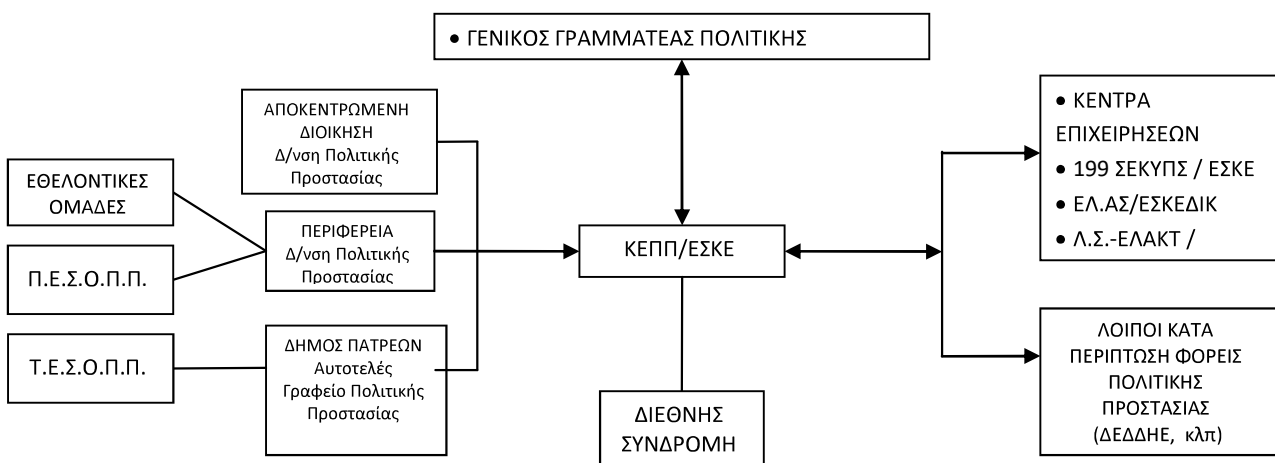 • ΓΕΝΙΚΟΣ ΓΡΑΜΜΑΤΕΑΣ ΠΟΛΙΤΙΚΗΣ
ΑΠΟΚΕΝΤΡΩΜΕΝΗ
ΔΙΟΙΚΗΣΗ
Δ/νση Πολιτικής
Προστασίας
ΕΘΕΛΟΝΤΙΚΕΣ
ΟΜΑΔΕΣ
ΠΕΡΙΦΕΡΕΙΑ
Δ/νση Πολιτικής
Προστασίας
Π.Ε.Σ.Ο.Π.Π.
Τ.Ε.Σ.Ο.Π.Π.
ΔΗΜΟΣ ΠΑΤΡΕΩΝ
Αυτοτελές
Γραφείο Πολιτικής
Προστασίας
ΚΕΠΠ/ΕΣΚΕ
ΔΙΕΘΝΗΣ
ΣΥΝΔΡΟΜΗ
• ΚΕΝΤΡΑ
ΕΠΙΧΕΙΡΗΣΕΩΝ
• 199 ΣΕΚΥΠΣ / ΕΣΚΕ
• ΕΛ.ΑΣ/ΕΣΚΕΔΙΚ
• Λ.Σ.-ΕΛΑΚΤ /
ΛΟΙΠΟΙ ΚΑΤΑ
ΠΕΡΙΠΤΩΣΗ ΦΟΡΕΙΣ
ΠΟΛΙΤΙΚΗΣ
ΠΡΟΣΤΑΣΙΑΣ
(ΔΕΔΔΗΕ, κλπ)